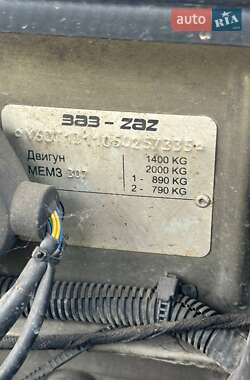 AUTO
RIA
ЗАЗ - ZAZ
Двигун
МЕМЗ 307
1400 KG
2000 KG
1 - 890 KG
2 - 790 KG